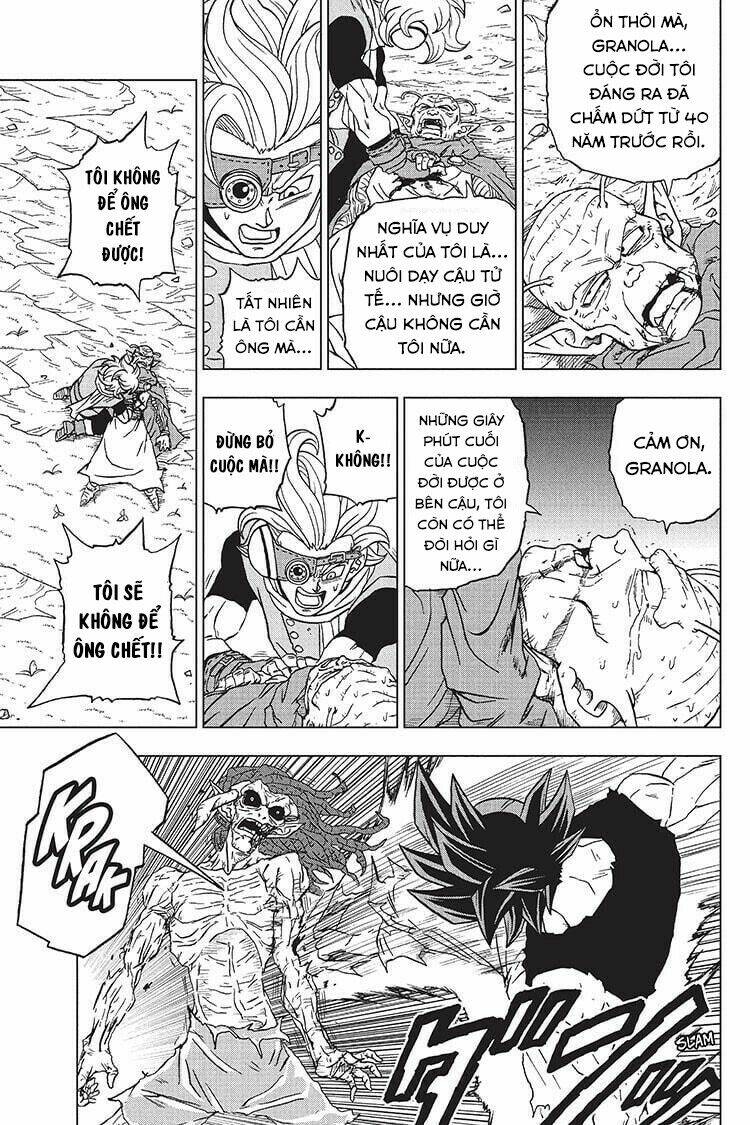 ỔN THÔI MÀ,
GRANOLA...
CUỘC ĐỜI TÔI
ĐÁNG RA ĐÃ
CHẤM DỨT TỪ 40
NĂM TRƯỚC RỒI.
NGHĨA VỤ DUY
NHẤT CỦA TÔI LÀ...
NUÔI DẠY CẬU TỬ
TẾ... NHƯNG GIỜ
CẬU KHÔNG CẦN
TÔI NỮA.
TẤT NHIÊN
LÀ TÔI CẦN
ÔNG MÀ...
TÔI KHÔNG
ĐỂ ÔNG
CHẾT
ĐƯỢC!
CẢM ƠN,
GRANOLA.
NHỮNG GIÂY
PHÚT CUỐI
CỦA CUỘC
ĐỜI ĐƯỢC Ở
BÊN CẬU, TÔI
CÒN CÓ THỂ
ĐÒI HỎI GÌ
NỮA...
K-
KHÔNG!!
ĐỪNG BỎ
CUỘC MÀ!!
TÔI SẼ
KHÔNG ĐỂ
ÔNG CHẾT!!
KRAK
SLAM